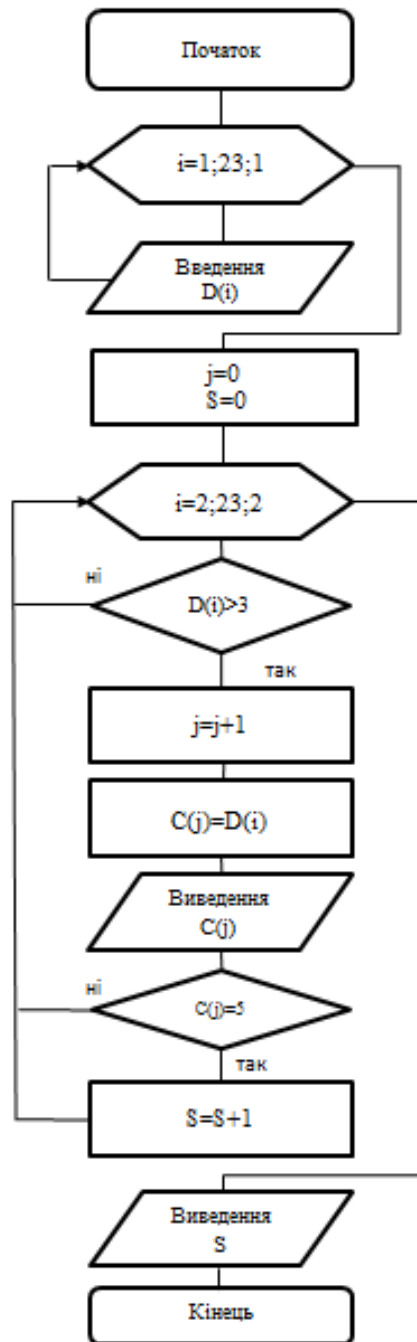 Початок
i=1;23;1
Введення
D(i)
j=0
S=0
i=2;23;2
ні
D(i)>3
так
j=j+1
C(j)=D(i)
Виведення
C(j)
ні
C(j)=5
так
S=S+1
Виведення
S
Кінець